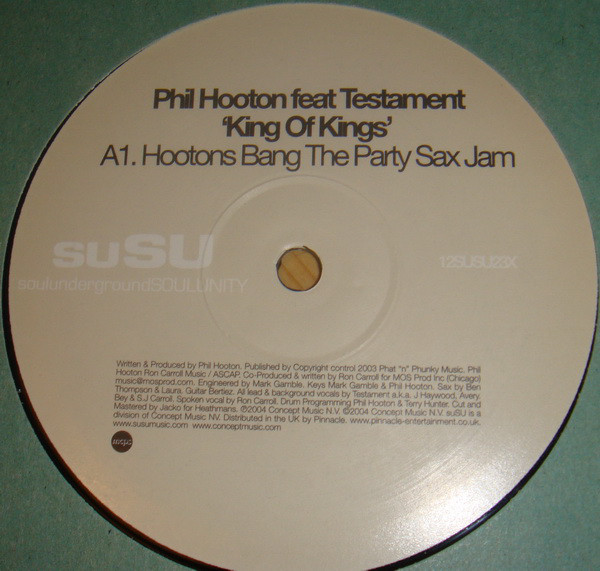 Phil Hooton feat Testament
‘King Of Kings’
A1. Hootons Bang The Party Sax Jam
suSU
soulundergroundSOULUNITY
12SUSU23X
Written & Produced by Phil Hooton. Published by Copyright control 2003 Phat "n" Phunky Music. Phil
Hooton Ron Carroll Music / ASCAP. Co-Produced & written by Ron Carroll for MOS Prod Inc (Chicago)
music@mosprod.com. Engineered by Mark Gamble. Keys Mark Gamble & Phil Hooton. Sax by Ben
Thompson & Laura. Guitar Bertiez. All lead & background vocals by Testament a.k.a. J Haywood, Avery
Bey & S.J Carroll. Spoken vocal by Ron Carroll. Drum Programming Phil Hooton & Terry Hunter. Cut and
Mastered by Jacko for Heathmans. ℗2004 Concept Music N.V. ©2004 Concept Music N.V. suSU is a
division of Concept Music NV. Distributed in the UK by Pinnacle. www.pinnacle-entertainment.co.uk.
www.susumusic.com www.conceptmusic.com
mcps